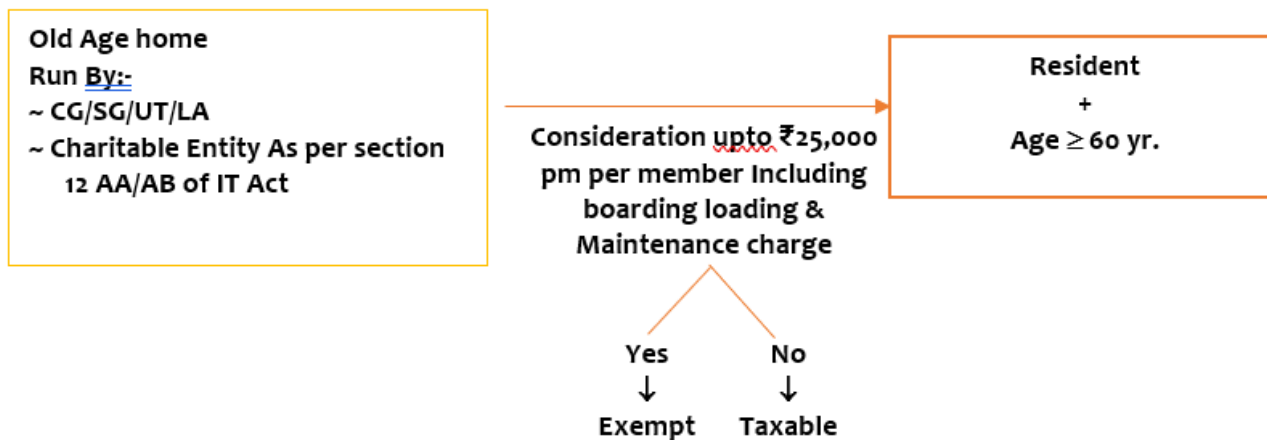 Old Age home
Run By:-
~ CG/SG/UT/LA
~ Charitable Entity As per section
12 AA/AB of IT Act
Consideration upto ₹25,000
pm per member Including
boarding loading &
Maintenance charge
Resident
+
Age ≥ 60 yr.
Yes No
↓ ↓
Exempt Taxable